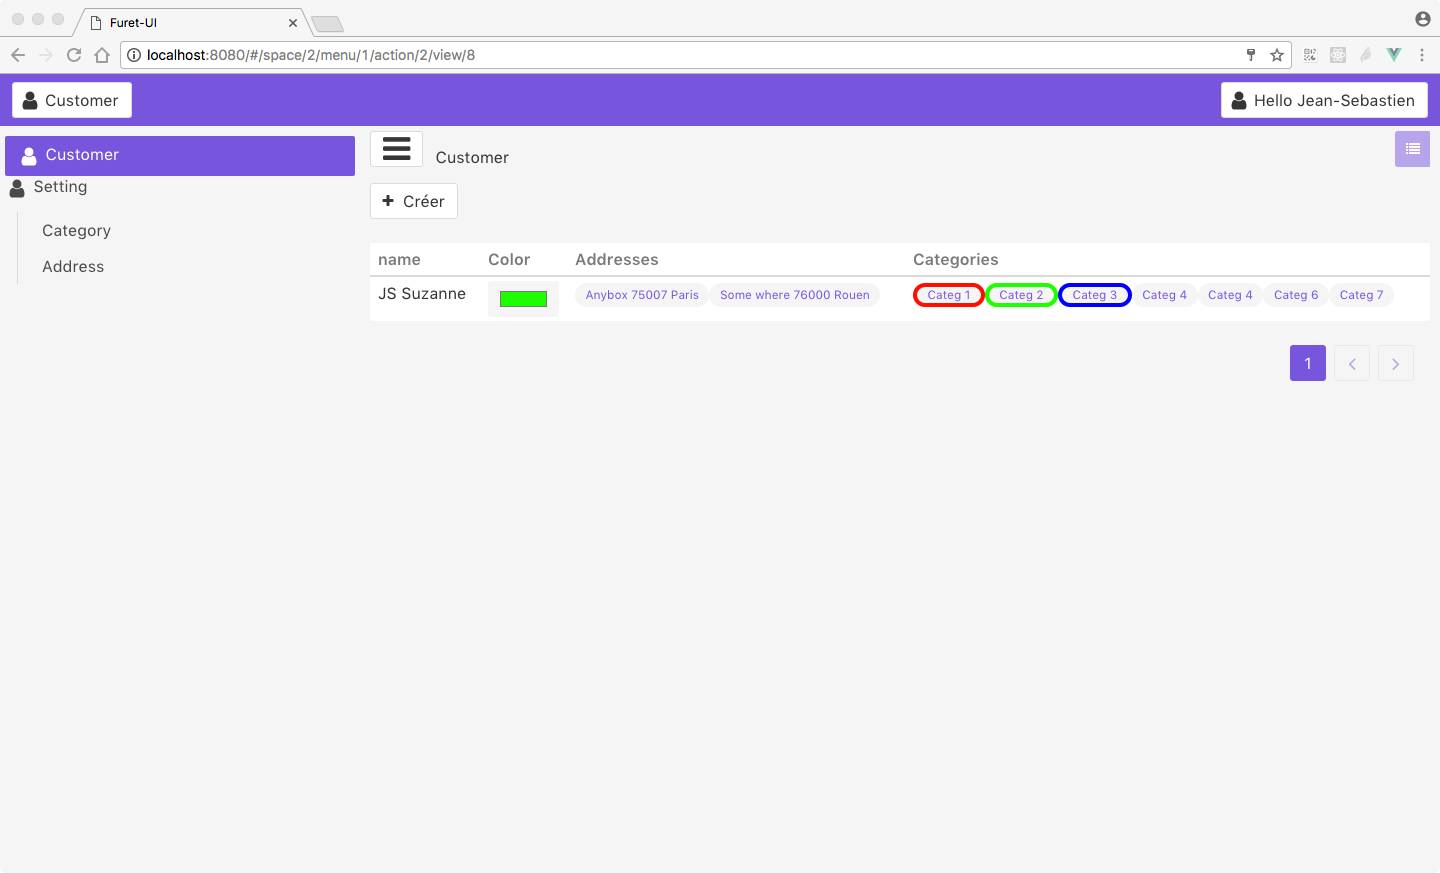 Furet-UI
localhost:8080/#/space/2/menu/1/action/2/view/8
Customer
Hello Jean-Sebastien
Customer
Setting
Category
Address
Customer
Créer
name Color Addresses Categories
JS Suzanne Anybox 75007 Paris Some where 76000 Rouen Categ 1 Categ 2 Categ 3 Categ 4 Categ 4 Categ 6 Categ 7
1